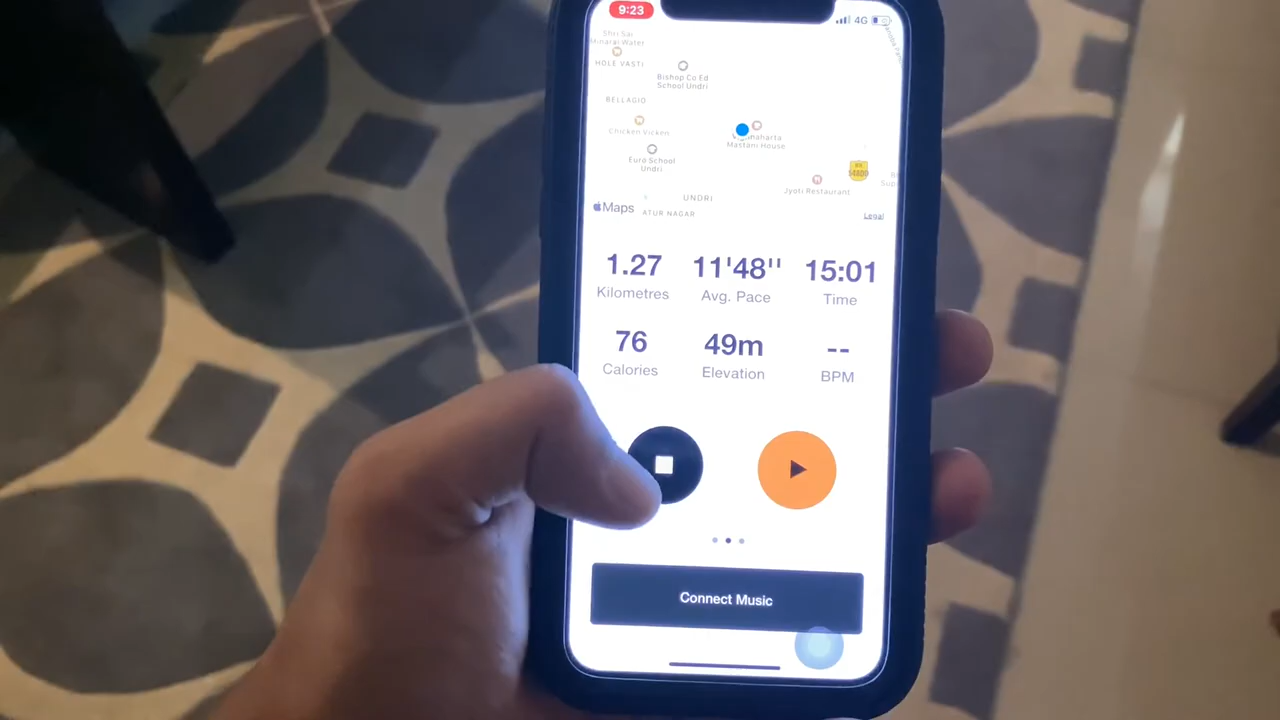 9:23
4G
Shri Sai
Minaral Water
HOLE VASTI
Bishop Co Ed
School Undri
BELLAGIO
Chicken Vicken
Mastani House
Euro School
Undri
Jyoti Restaurant
UNDRI
Maps
ATUR NAGAR
Legal
1.27
Kilometres
11'48''
Avg. Pace
15:01
Time
76
Calories
49m
Elevation
--
BPM
Connect Music